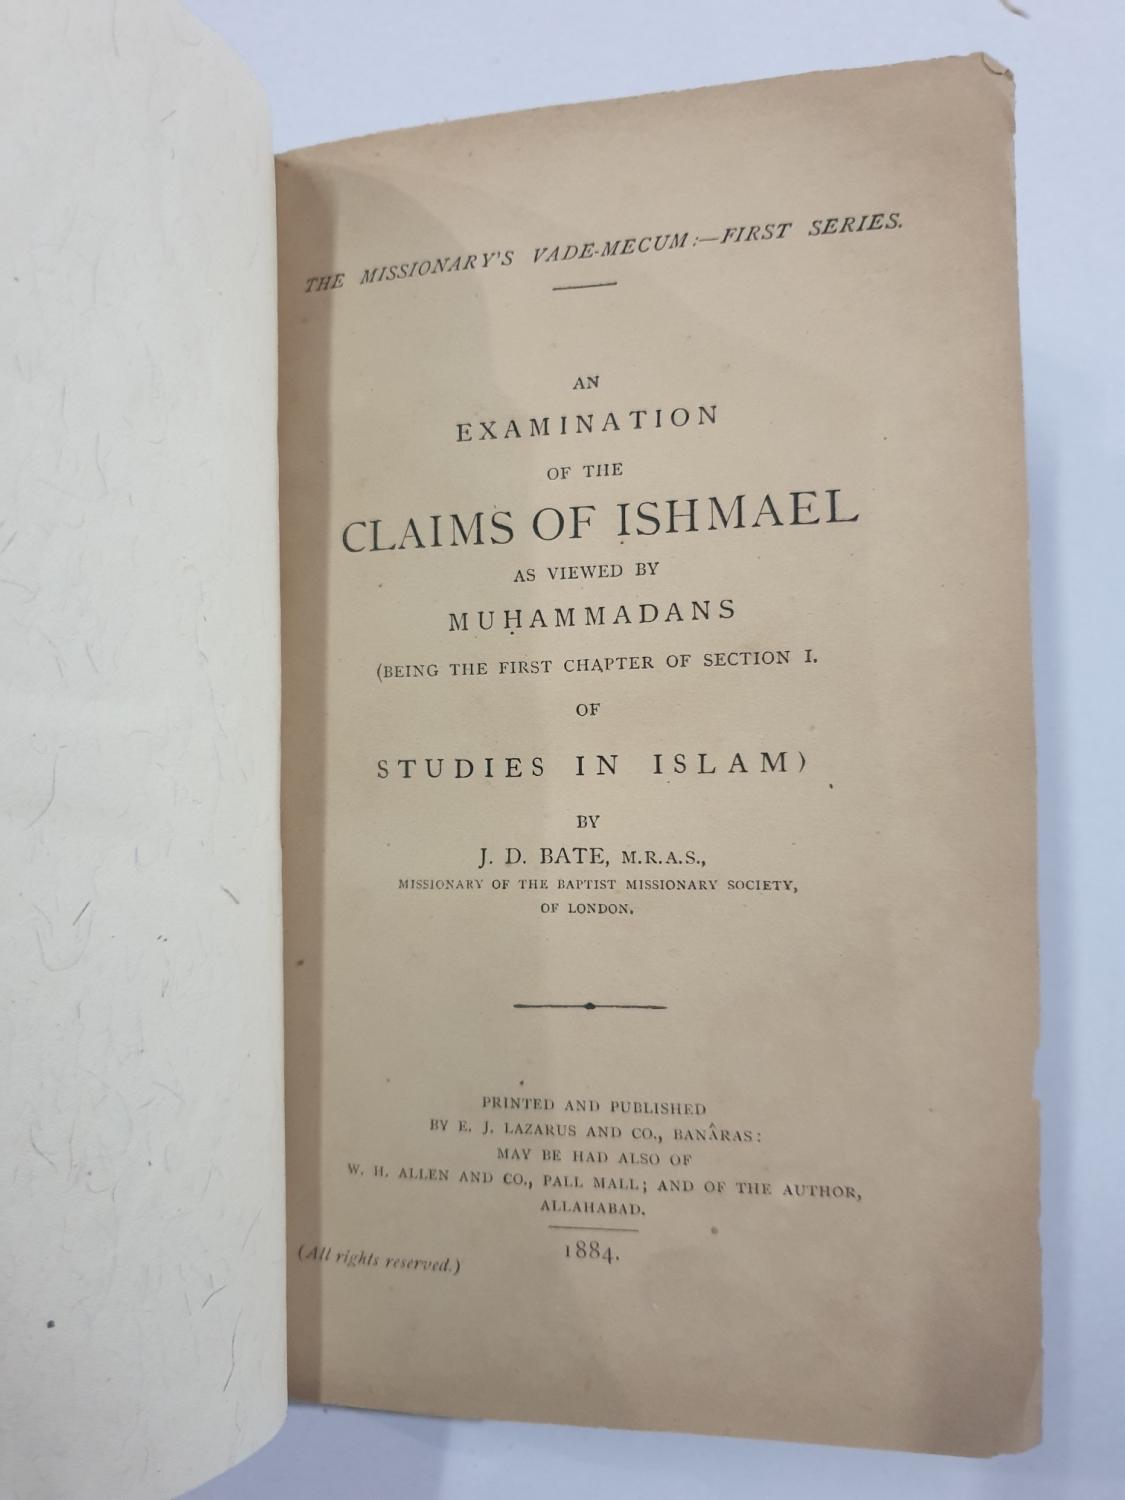 THE MISSIONARY'S VADE-MECUM:—FIRST SERIES.
AN
EXAMINATION
OF THE
CLAIMS OF ISHMAEL
AS VIEWED BY
MUḤAMMADANS
(BEING THE FIRST CHAPTER OF SECTION I.
OF
STUDIES IN ISLAM)
BY
J. D. BATE, M.R.A.S.,
MISSIONARY OF THE BAPTIST MISSIONARY SOCIETY,
OF LONDON.
PRINTED AND PUBLISHED
BY E. J. LAZARUS AND CO., BANÂRAS:
MAY BE HAD ALSO OF
W. H. ALLEN AND CO., PALL MALL; AND OF THE AUTHOR,
ALLAHABAD.
1884.
(All rights reserved.)